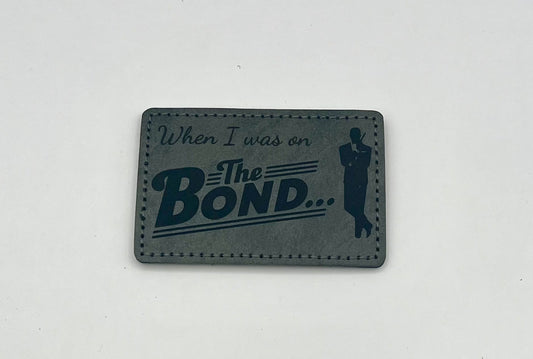 When I was on
The
BOND...